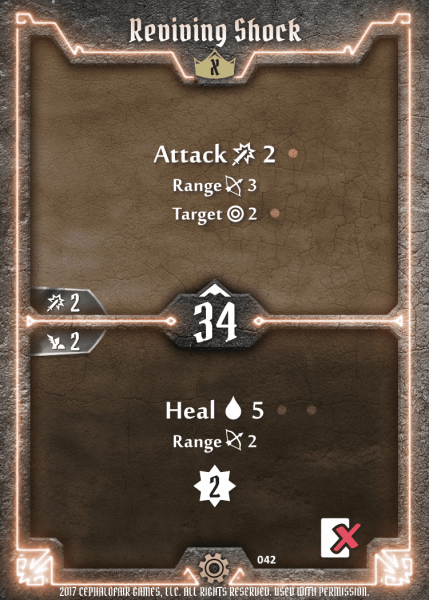 Reviving Shock
X
Attack 2
Range 3
Target 2
2
34
2
Heal 5
Range 2
2
042
2017 CEPHALOFAIR GAMES, LLC. ALL RIGHTS RESERVED. USED WITH PERMISSION.